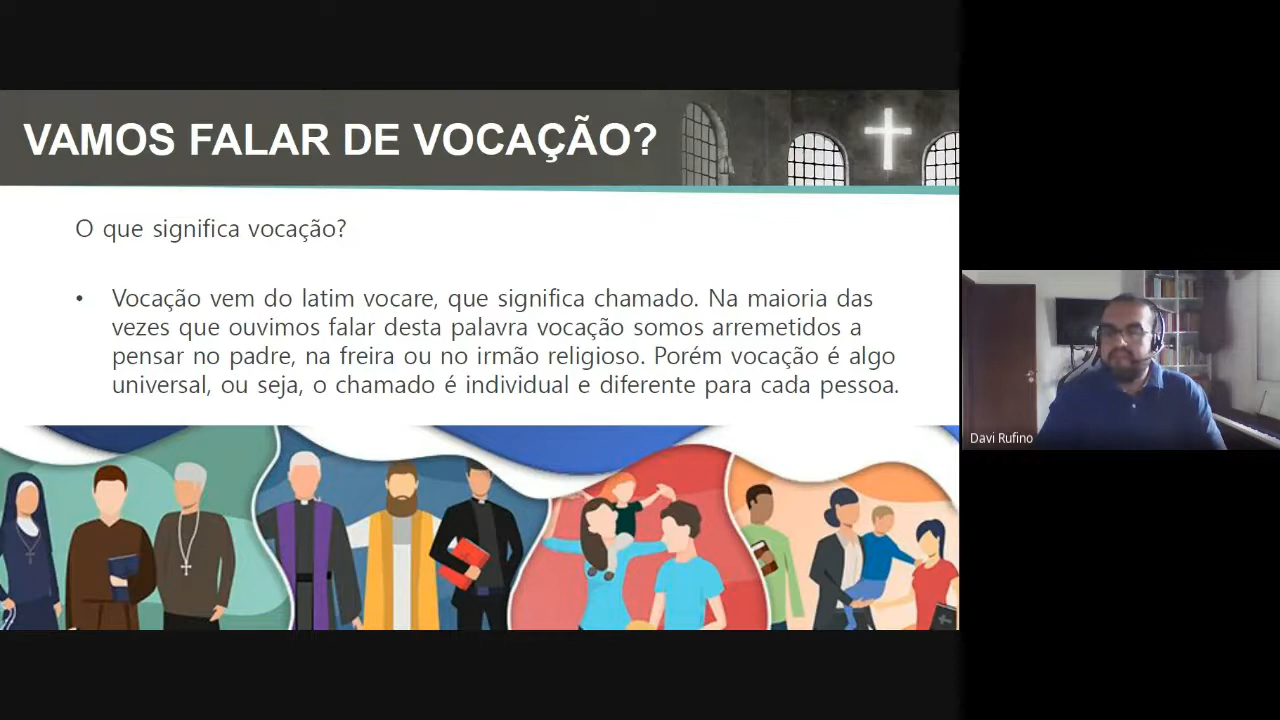 VAMOS FALAR DE VOCAÇÃO?
O que significa vocação?
• Vocação vem do latim vocare, que significa chamado. Na maioria das
vezes que ouvimos falar desta palavra vocação somos arremetidos a
pensar no padre, na freira ou no irmão religioso. Porém vocação é algo
universal, ou seja, o chamado é individual e diferente para cada pessoa.
Davi Rufino